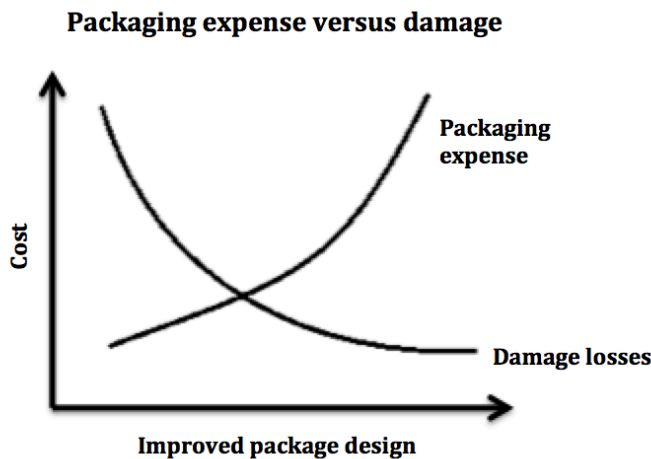 Packaging expense versus damage
Packaging
expense
Cost
Damage losses
Improved package design